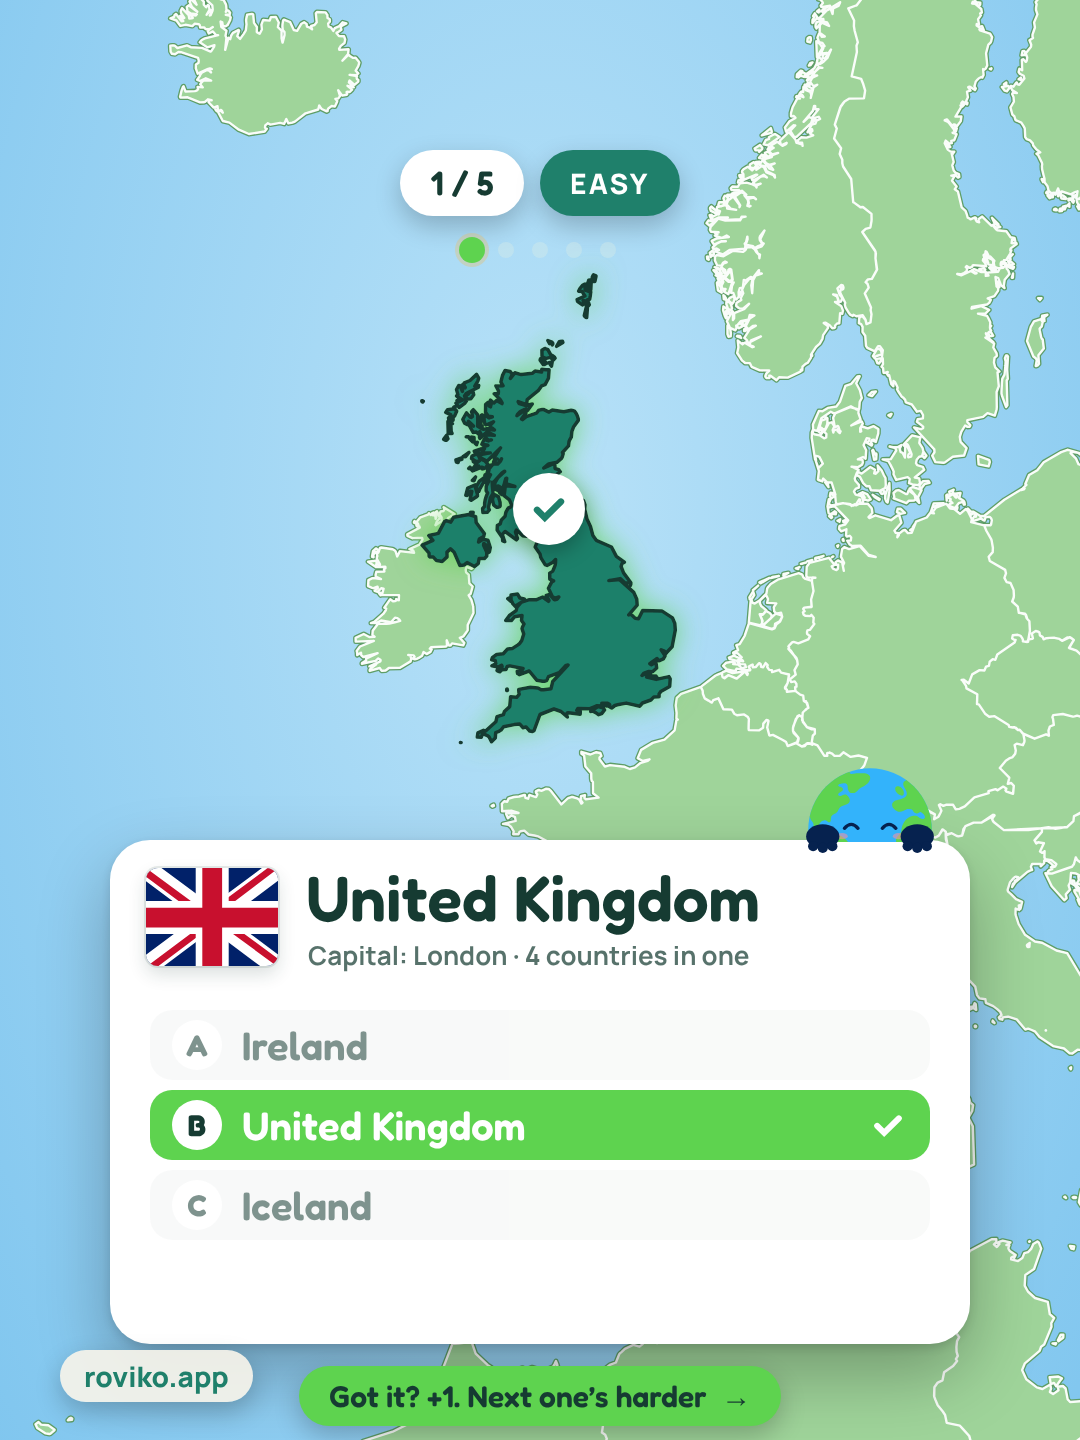 1 / 5
EASY
United Kingdom
Capital: London · 4 countries in one
A Ireland
B United Kingdom
C Iceland
roviko.app
Got it? +1. Next one’s harder →